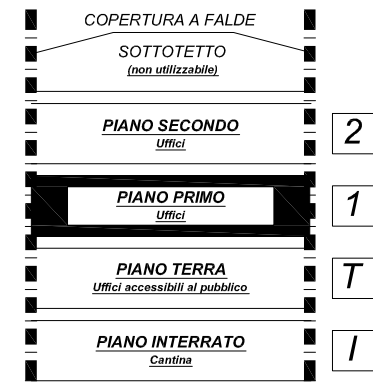 COPERTURA A FALDE
SOTTOTETTO
(non utilizzabile)
PIANO SECONDO
Uffici
2
PIANO PRIMO
Uffici
1
PIANO TERRA
Uffici accessibili al pubblico
T
PIANO INTERRATO
Cantina
I